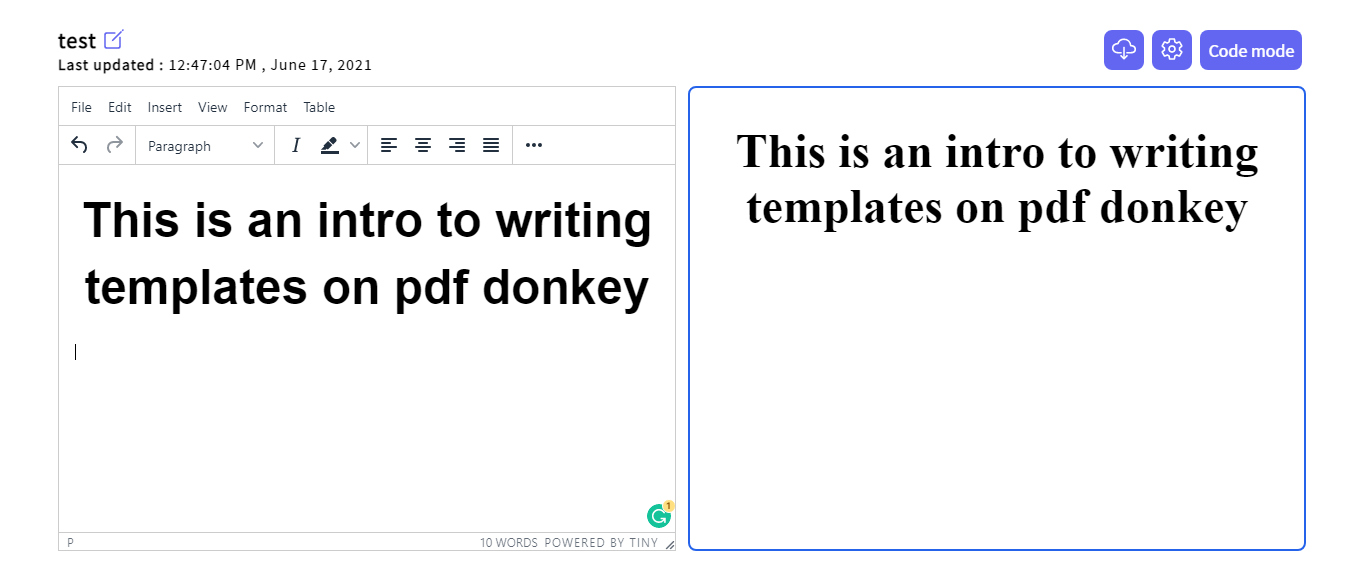 test
Last updated : 12:47:04 PM , June 17, 2021
Code mode
File Edit Insert View Format Table
Paragraph I
This is an intro to writing
templates on pdf donkey
1
P 10 WORDS POWERED BY TINY
This is an intro to writing
templates on pdf donkey